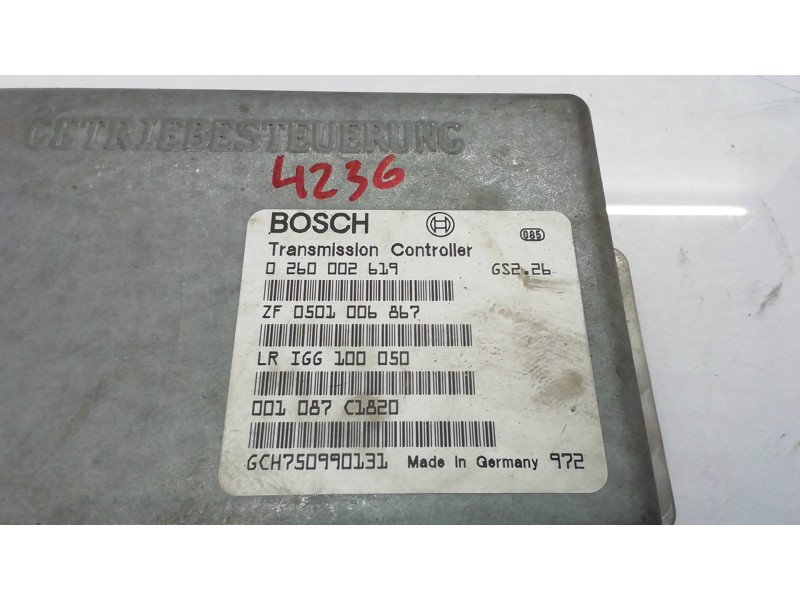 GETRIEBESTEUERUNG
4236
BOSCH
085
Transmission Controller
0 260 002 619 GS2.26
ZF 0501 006 867
LR IGG 100 050
001 087 C1820
GCH750990131 Made in Germany 972